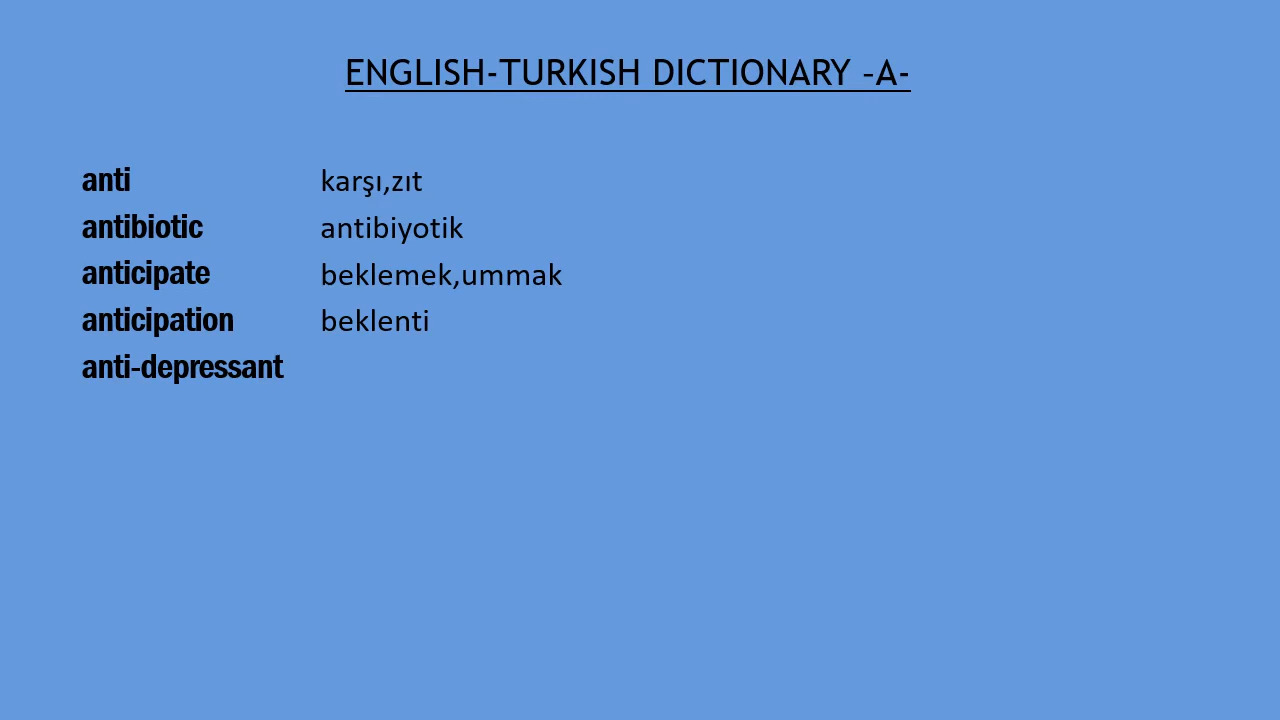 ENGLISH-TURKISH DICTIONARY –A-
anti karşı,zıt
antibiotic antibiyotik
anticipate beklemek,ummak
anticipation beklenti
anti-depressant